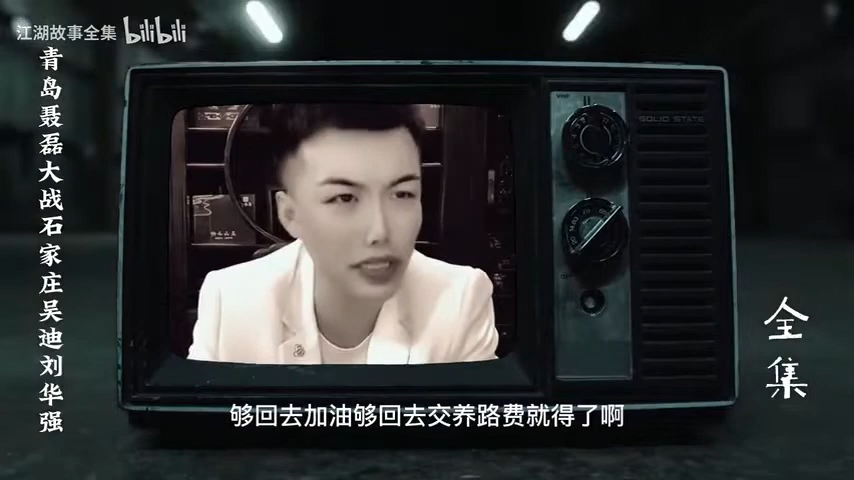 江湖故事全集 bilibili
青岛聂磊大战石家庄吴迪刘华强
SOLID STATE
全集
够回去加油够回去交养路费就得了啊